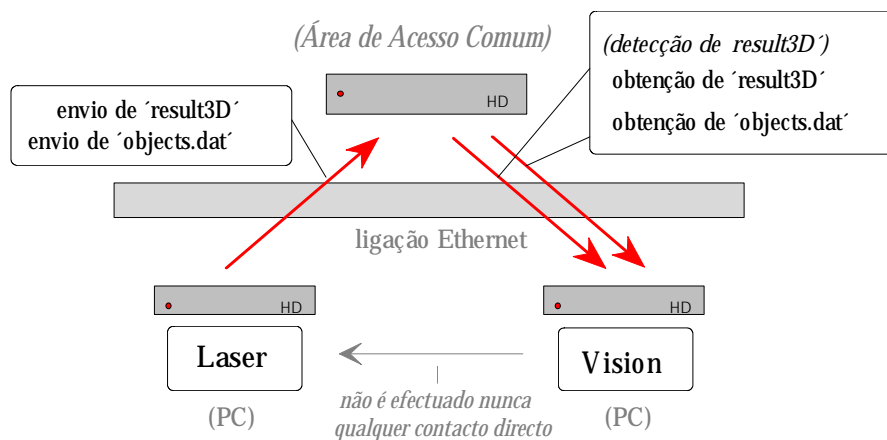 (Área de Acesso Comum)
HD
envio de ´result3D´
envio de ´objects.dat´
(detecção de result3D´)
obtenção de ´result3D´
obtenção de ´objects.dat´
ligação Ethernet
HD
Laser
(PC)
HD
Vision
(PC)
não é efectuado nunca
qualquer contacto directo